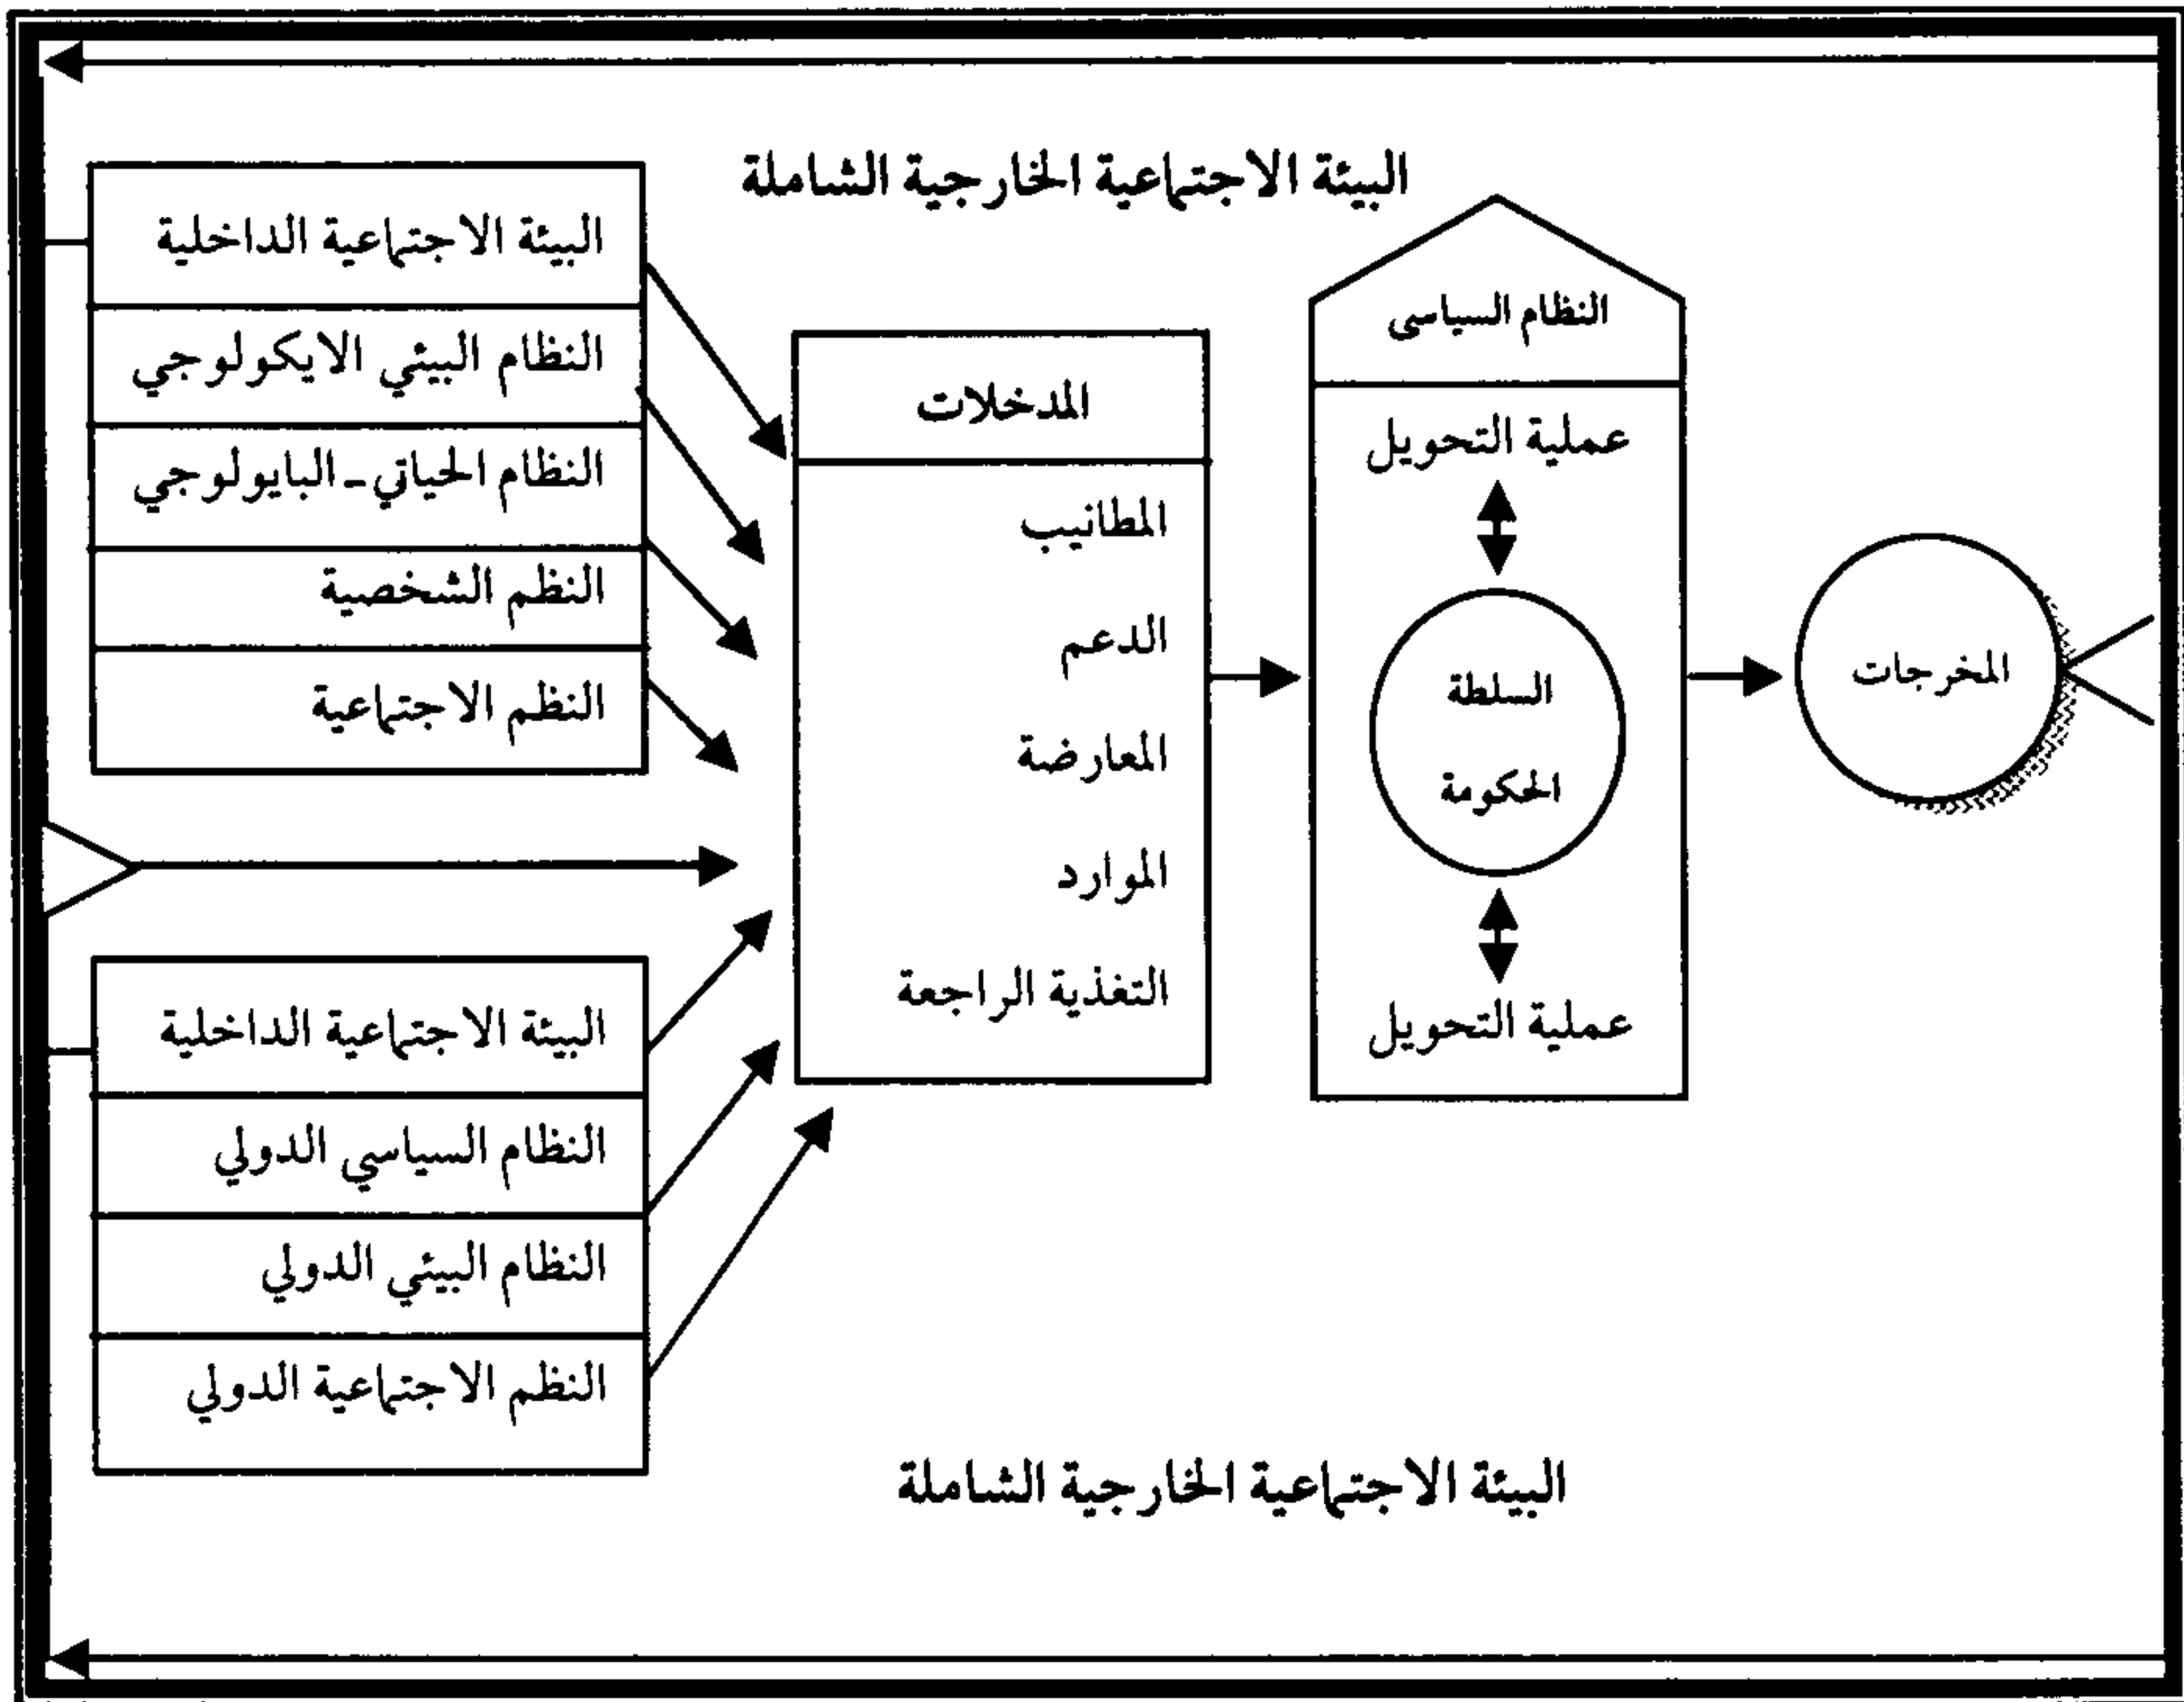 البيئة الاجتماعية الخارجية الشاملة
البيئة الاجتماعية الداخلية
النظام البيئي الايكولوجي
النظام الحياتي - البايولوجي
النظم الشخصية
النظم الاجتماعية
البيئة الاجتماعية الداخلية
النظام السياسي الدولي
النظام البيئي الدولي
النظم الاجتماعية الدولي
المدخلات
المطانيب
الدعم
المعارضة
الموارد
التغذية الراجعة
النظام السياسى
عملية التحويل
السلطة
الحكومة
عملية التحويل
المخرجات
البيئة الاجتماعية الخارجية الشاملة